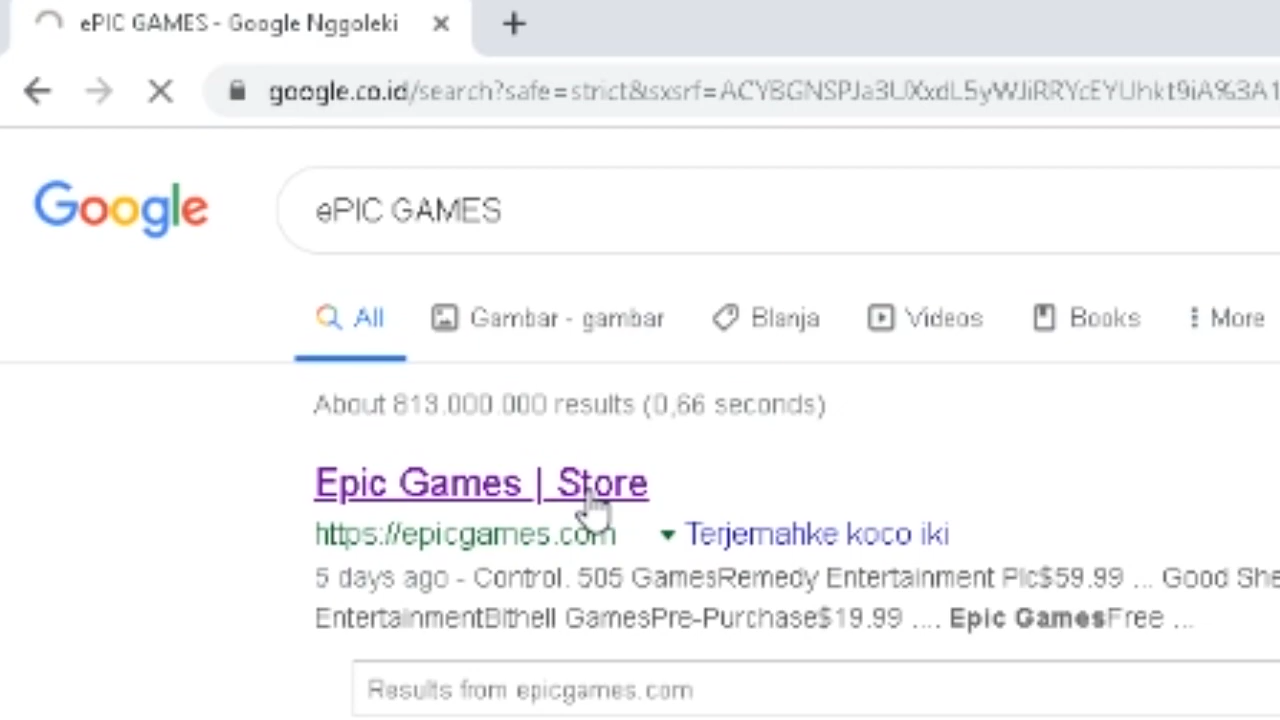 ePIC GAMES - Google Nggoleki
google.co.id/search?safe=strict&sxsrf=
Google
ePIC GAMES
All Gambar - gambar Blanja Videos Books More
About 813.000.000 results (0,66 seconds)
Epic Games | Store
https://epicgames.com Terjemahke koco iki
5 days ago - Control. 505 GamesRemedy Entertainment Plc$59.99 ... Good She
EntertainmentBithell GamesPre-Purchase$19.99 .... Epic GamesFree ...
Results from epicgames.com